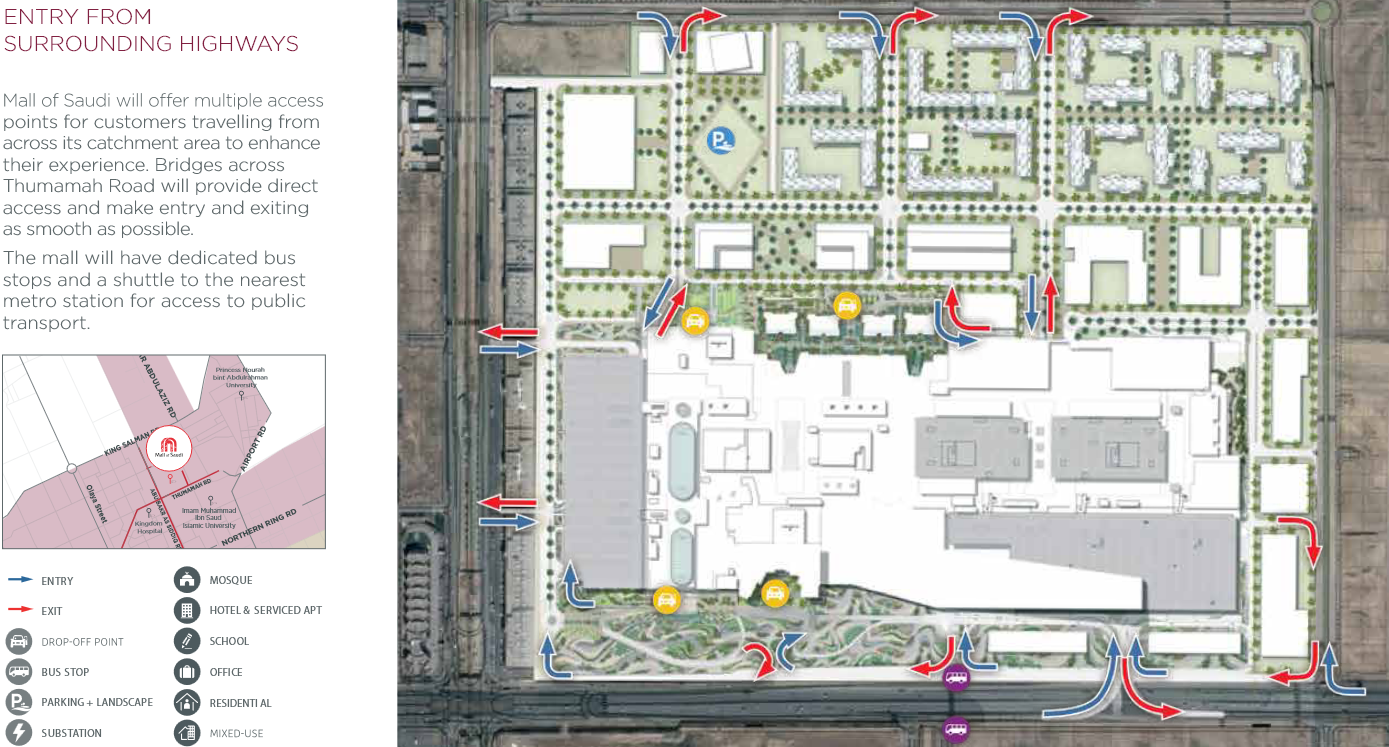 ENTRY FROM
SURROUNDING HIGHWAYS
Mall of Saudi will offer multiple access
points for customers travelling from
across its catchment area to enhance
their experience. Bridges across
Thumamah Road will provide direct
access and make entry and exiting
as smooth as possible.
The mall will have dedicated bus
stops and a shuttle to the nearest
metro station for access to public
transport.
Princess Nourah
bint Abdulrahman
University
R ABDULAZIZ RD
KING SALMAN R
Mall of Saudi
AIRPORT RD
Olaya Street
THUMAMAH RD
ABUBAKR AS SIDDIQ R
Kingdom
Hospital
Imam Muhammad
Ibn Saud
Islamic University
NORTHERN RING RD
ENTRY
EXIT
DROP-OFF POINT
BUS STOP
PARKING + LANDSCAPE
SUBSTATION
MOSQUE
HOTEL & SERVICED APT
SCHOOL
OFFICE
RESIDENTI AL
MIXED-USE
P
P